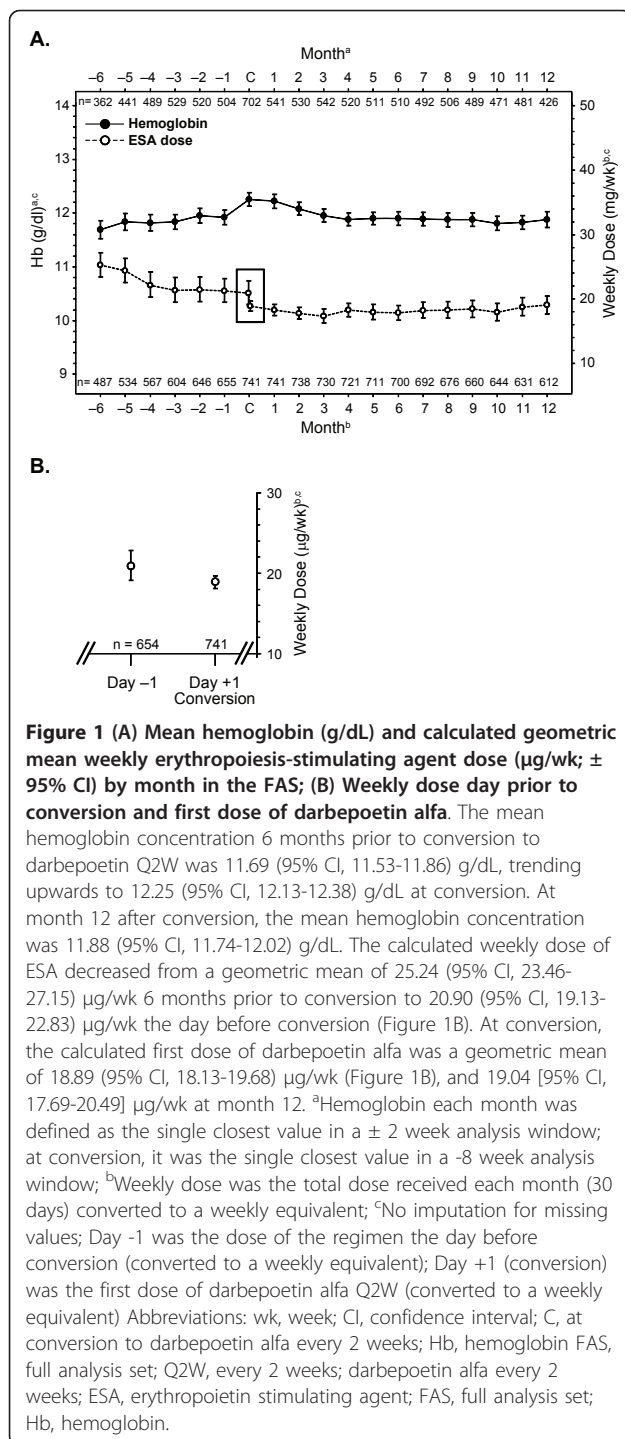 A.
Month^a
–6 –5 –4 –3 –2 –1 C 1 2 3 4 5 6 7 8 9 10 11 12
n= 362 441 489 529 520 504 702 541 530 542 520 511 510 492 506 489 471 481 426
14
13
12
11
10
9
Hb (g/dl)^a,c
Hemoglobin
ESA dose
50
40
30
20
10
Weekly Dose (mg/wk)^b,c
n= 487 534 567 604 646 655 741 741 738 730 721 711 700 692 676 660 644 631 612
–6 –5 –4 –3 –2 –1 C 1 2 3 4 5 6 7 8 9 10 11 12
Month^b
B.
30
20
10
Weekly Dose (µg/wk)^b,c
n = 654 741
Day –1 Day +1
Conversion
Figure 1 (A) Mean hemoglobin (g/dL) and calculated geometric
mean weekly erythropoiesis-stimulating agent dose (µg/wk; ±
95% CI) by month in the FAS; (B) Weekly dose day prior to
conversion and first dose of darbepoetin alfa. The mean
hemoglobin concentration 6 months prior to conversion to
darbepoetin Q2W was 11.69 (95% CI, 11.53-11.86) g/dL, trending
upwards to 12.25 (95% CI, 12.13-12.38) g/dL at conversion. At
month 12 after conversion, the mean hemoglobin concentration
was 11.88 (95% CI, 11.74-12.02) g/dL. The calculated weekly dose of
ESA decreased from a geometric mean of 25.24 (95% CI, 23.46-
27.15) µg/wk 6 months prior to conversion to 20.90 (95% CI, 19.13-
22.83) µg/wk the day before conversion (Figure 1B). At conversion,
the calculated first dose of darbepoetin alfa was a geometric mean
of 18.89 (95% CI, 18.13-19.68) µg/wk (Figure 1B), and 19.04 [95% CI,
17.69-20.49] µg/wk at month 12. ^aHemoglobin each month was
defined as the single closest value in a ± 2 week analysis window;
at conversion, it was the single closest value in a -8 week analysis
window; ^bWeekly dose was the total dose received each month (30
days) converted to a weekly equivalent; ^cNo imputation for missing
values; Day -1 was the dose of the regimen the day before
conversion (converted to a weekly equivalent); Day +1 (conversion)
was the first dose of darbepoetin alfa Q2W (converted to a weekly
equivalent) Abbreviations: wk, week; CI, confidence interval; C, at
conversion to darbepoetin alfa every 2 weeks; Hb, hemoglobin FAS,
full analysis set; Q2W, every 2 weeks; darbepoetin alfa every 2
weeks; ESA, erythropoietin stimulating agent; FAS, full analysis set;
Hb, hemoglobin.